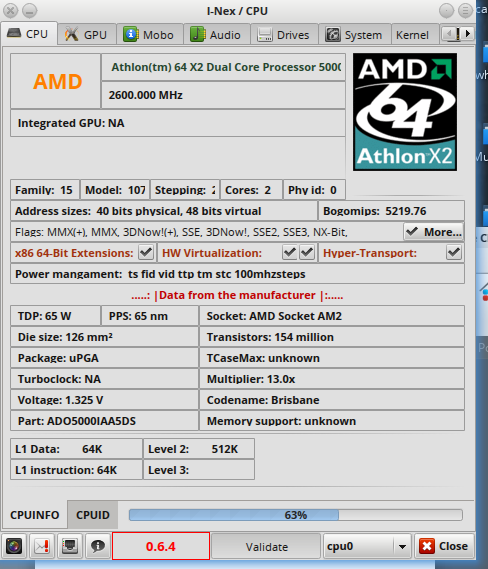 I-Nex / CPU
CPU GPU Mobo Audio Drives System Kernel
AMD
Athlon(tm) 64 X2 Dual Core Processor 5000
2600.000 MHz
Integrated GPU: NA
AMD
64
Athlon X2
Family: 15 Model: 107 Stepping: Cores: 2 Phy id: 0
Address sizes: 40 bits physical, 48 bits virtual Bogomips: 5219.76
Flags: MMX(+), MMX, 3DNow!(+), SSE, 3DNow!, SSE2, SSE3, NX-Bit, More...
x86 64-Bit Extensions: HW Virtualization: Hyper-Transport:
Power mangament: ts fid vid ttp tm stc 100mhzsteps
.....: |Data from the manufacturer |:.....
TDP: 65 W PPS: 65 nm Socket: AMD Socket AM2
Die size: 126 mm² Transistors: 154 million
Package: uPGA TCaseMax: unknown
Turboclock: NA Multiplier: 13.0x
Voltage: 1.325 V Codename: Brisbane
Part: ADO5000IAA5DS Memory support: unknown
L1 Data: 64K Level 2: 512K
L1 instruction: 64K Level 3:
CPUINFO CPUID 63%
0.6.4 Validate cpu0 Close